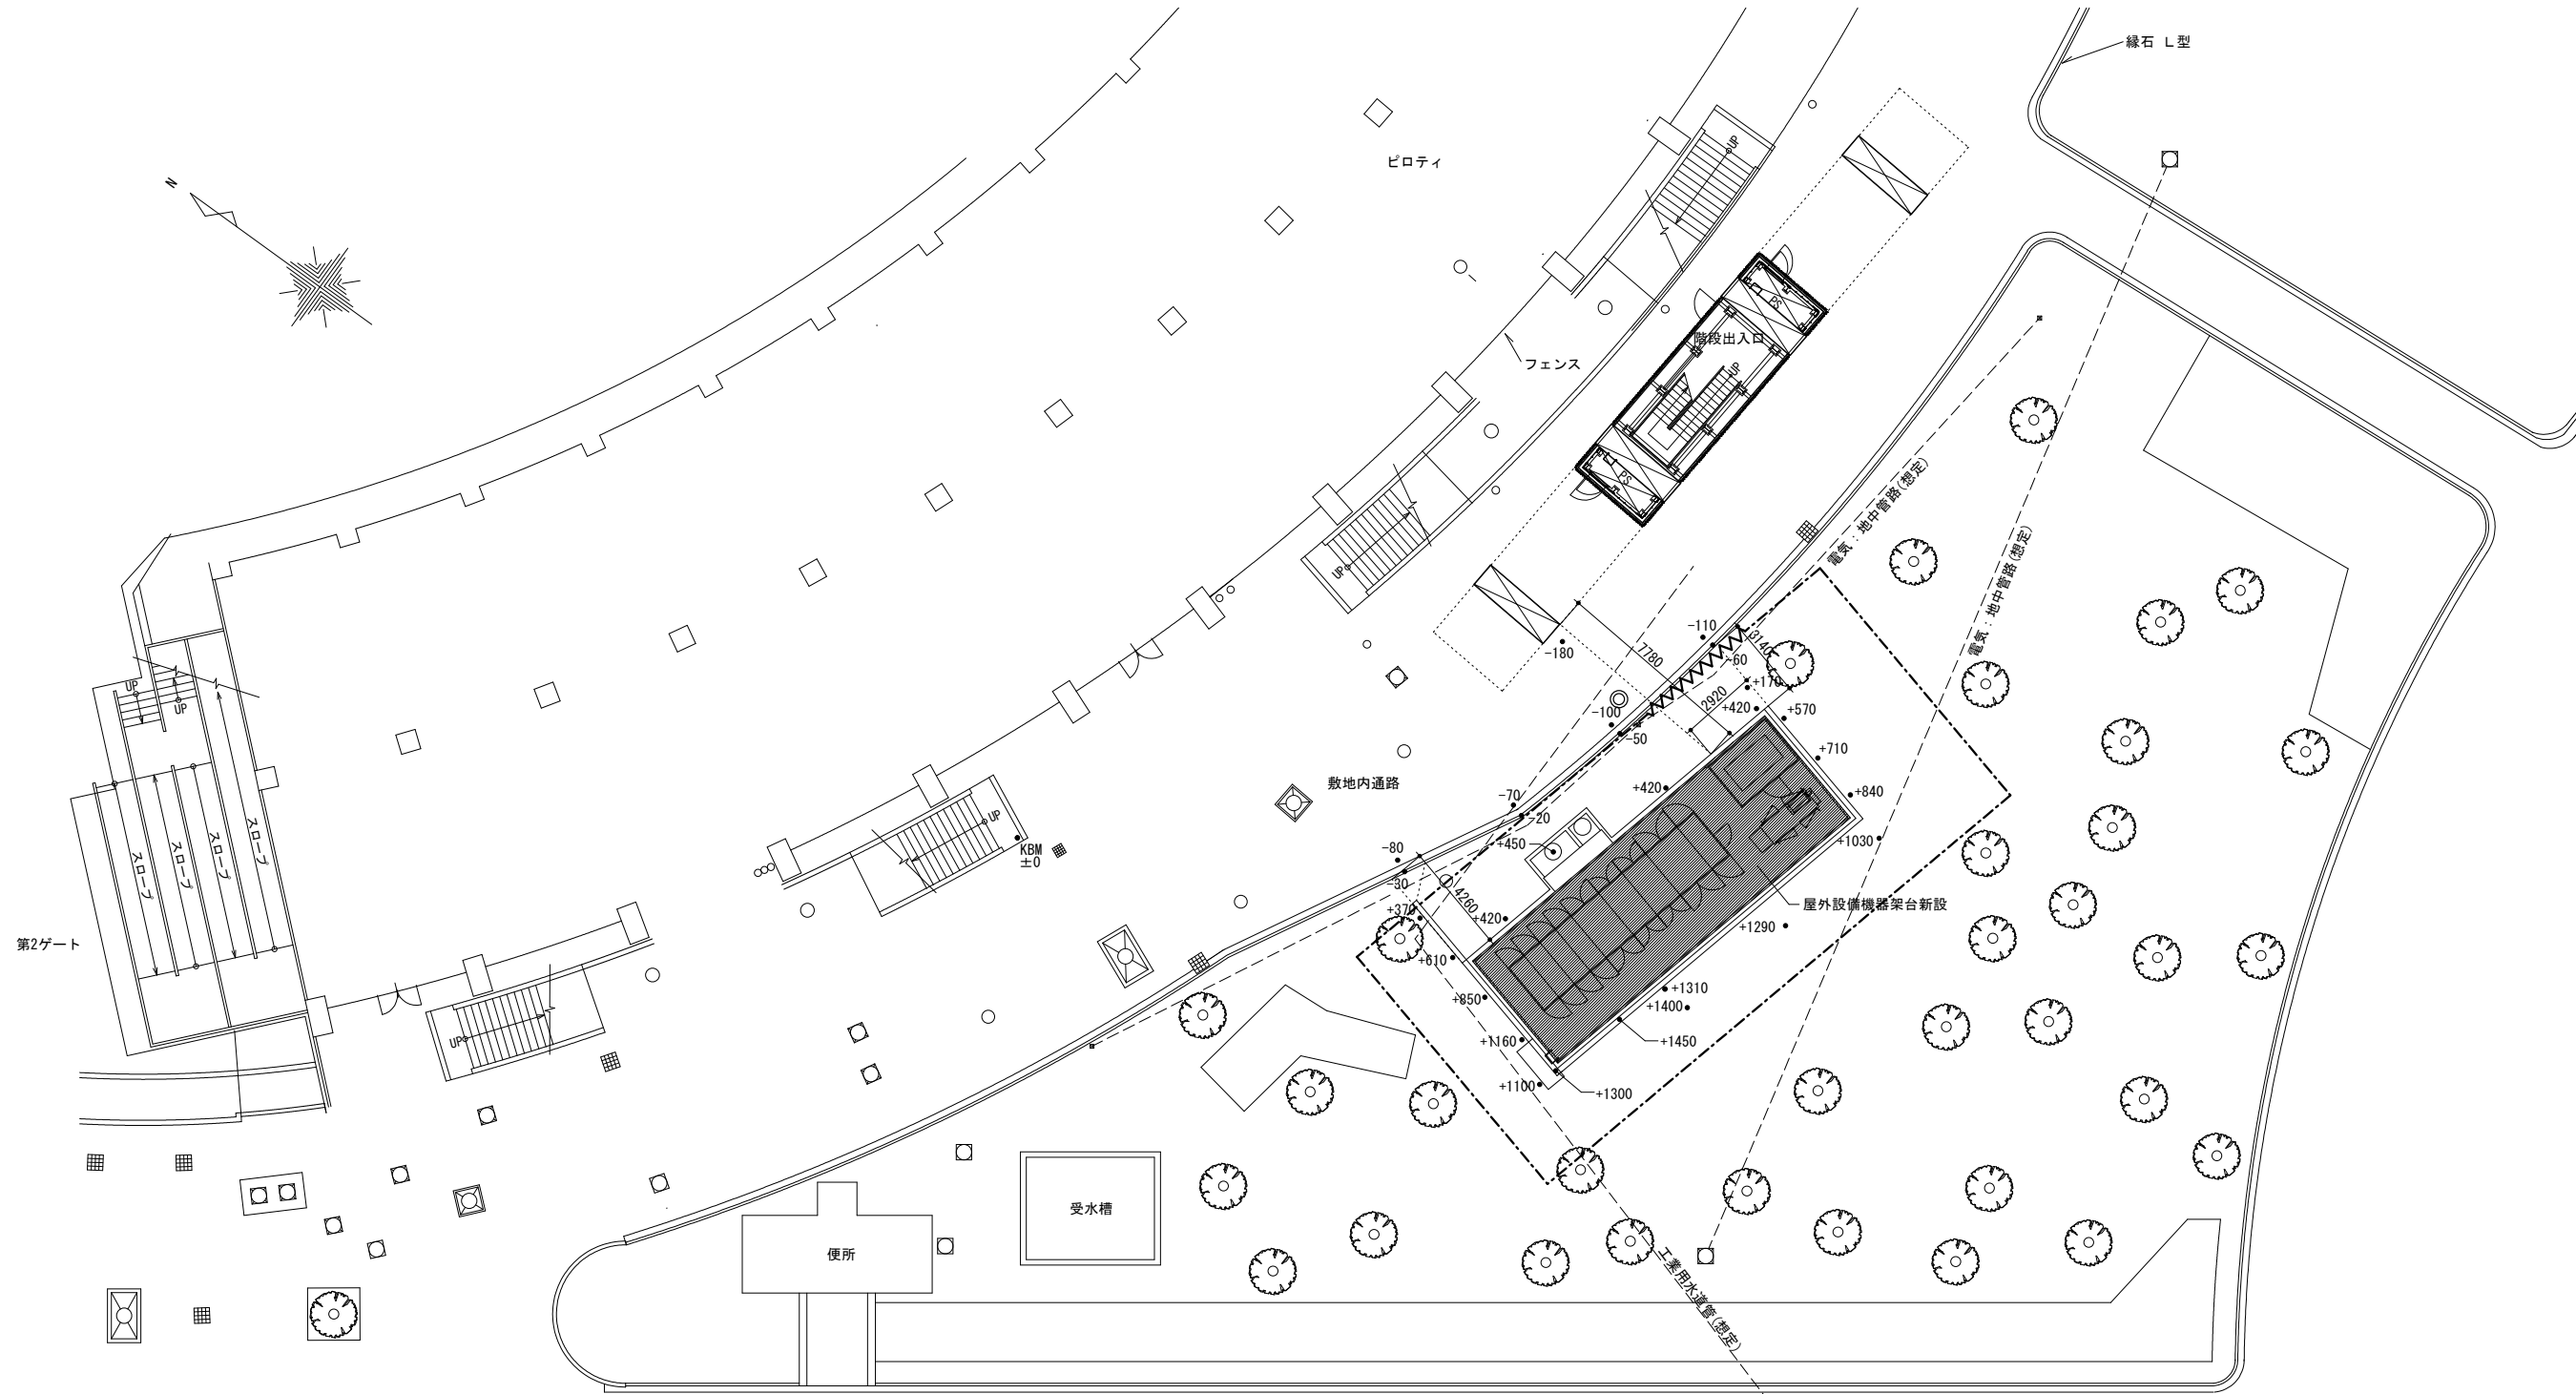 縁石 L型
N
ピロティ
UP
PS
階段出入口
UP
フェンス
PS
電気：地中管路(想定)
電気：地中管路(想定)
UP
-110
3140
-180
7780
-60
+170
2920
-100
+420
+570
-50
UP
UP
+710
敷地内通路
+420
+840
-70
-20
UP
KBM
±0
-80
+450
+1030
スロープ
スロープ
スロープ
スロープ
-30
4260
+370
+420
屋外設備機器架台新設
+1290
第2ゲート
+610
+850
+1310
+1400
UP
+1160
+1450
+1100
+1300
受水槽
便所
工業用水道管(想定)